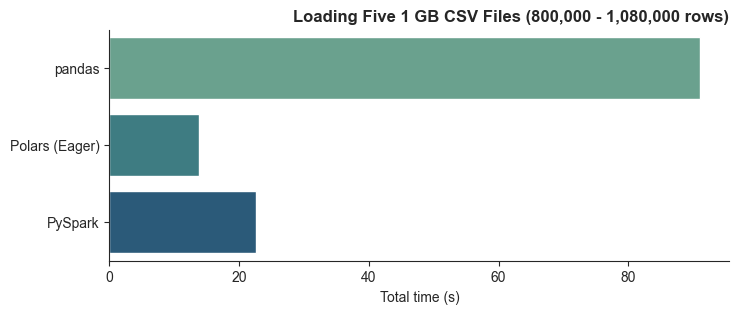 Loading Five 1 GB CSV Files (800,000 - 1,080,000 rows)
pandas
Polars (Eager)
PySpark
0 20 40 60 80
Total time (s)